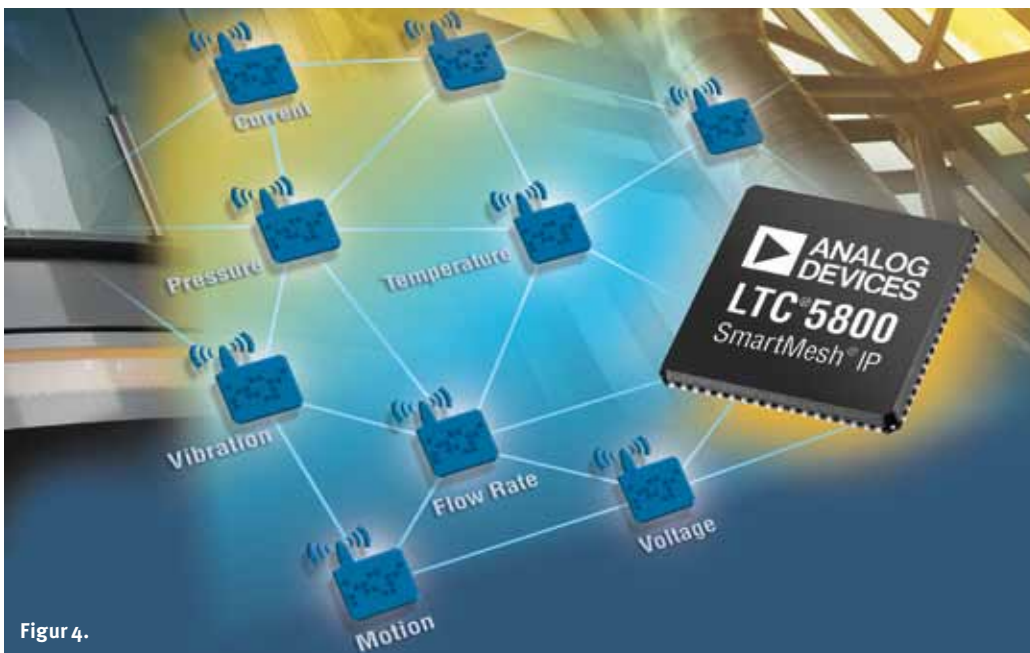 Current
Pressure
Temperature
ANALOG
DEVICES
LTC®5800
SmartMesh®IP
Vibration
Flow Rate
Voltage
Motion
Figur 4.